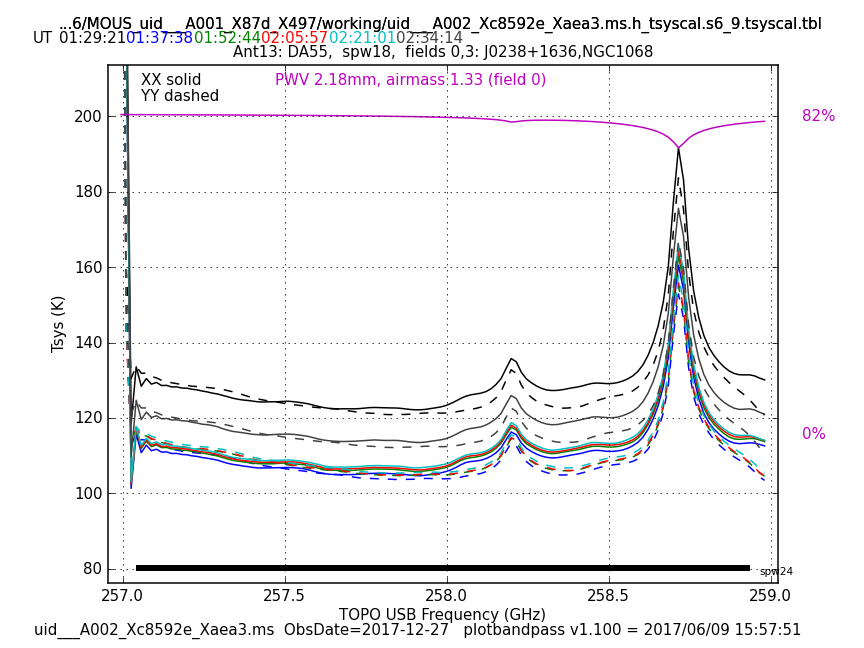 ...6/MOUS_uid___A001_X87d_X497/working/uid___A002_Xc8592e_Xaea3.ms.h_tsyscal.s6_9.tsyscal.tbl
UT 01:29:21 01:37:38 01:52:44 02:05:57 02:21:01 02:34:14
Ant13: DA55, spw18, fields 0,3: J0238+1636,NGC1068
XX solid
PWV 2.18mm, airmass 1.33 (field 0)
YY dashed
200
82%
180
160
Tsys (K)
140
120
0%
100
80
spw24
257.0 257.5 258.0 258.5 259.0
TOPO USB Frequency (GHz)
uid___A002_Xc8592e_Xaea3.ms ObsDate=2017-12-27 plotbandpass v1.100 = 2017/06/09 15:57:51